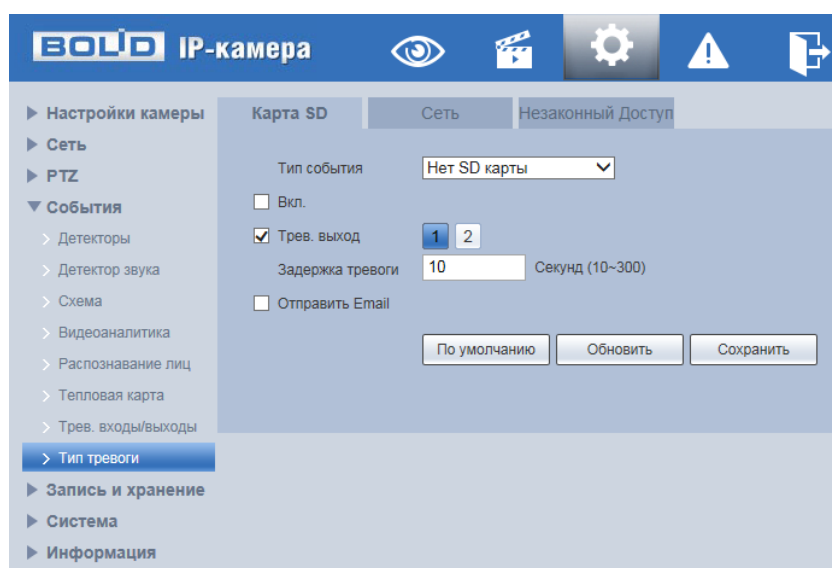 BOLID IP-камера
Настройки камеры
Сеть
PTZ
События
Детекторы
Детектор звука
Схема
Видеоаналитика
Распознавание лиц
Тепловая карта
Трев. входы/выходы
Тип тревоги
Запись и хранение
Система
Информация
Карта SD Сеть Незаконный Доступ
Тип события Нет SD карты
Вкл.
Трев. выход 1 2
Задержка тревоги 10 Секунд (10~300)
Отправить Email
По умолчанию Обновить Сохранить